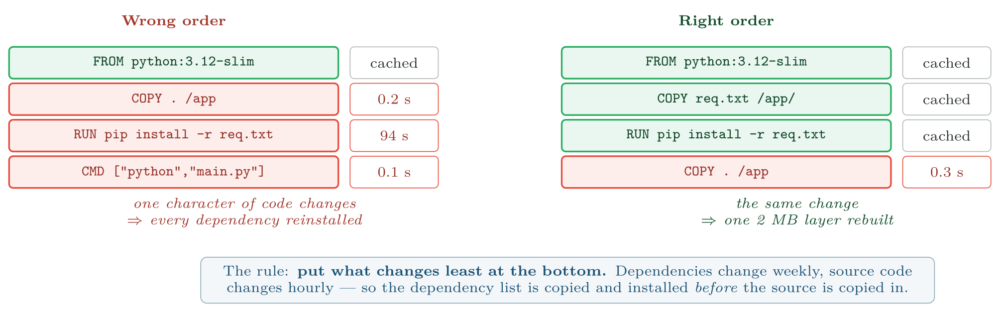 Wrong order
FROM python:3.12-slim
cached
COPY . /app
0.2 s
RUN pip install -r req.txt
94 s
CMD ["python","main.py"]
0.1 s
one character of code changes
⇒ every dependency reinstalled
Right order
FROM python:3.12-slim
cached
COPY req.txt /app/
cached
RUN pip install -r req.txt
cached
COPY . /app
0.3 s
the same change
⇒ one 2 MB layer rebuilt
The rule: put what changes least at the bottom. Dependencies change weekly, source code
changes hourly — so the dependency list is copied and installed before the source is copied in.